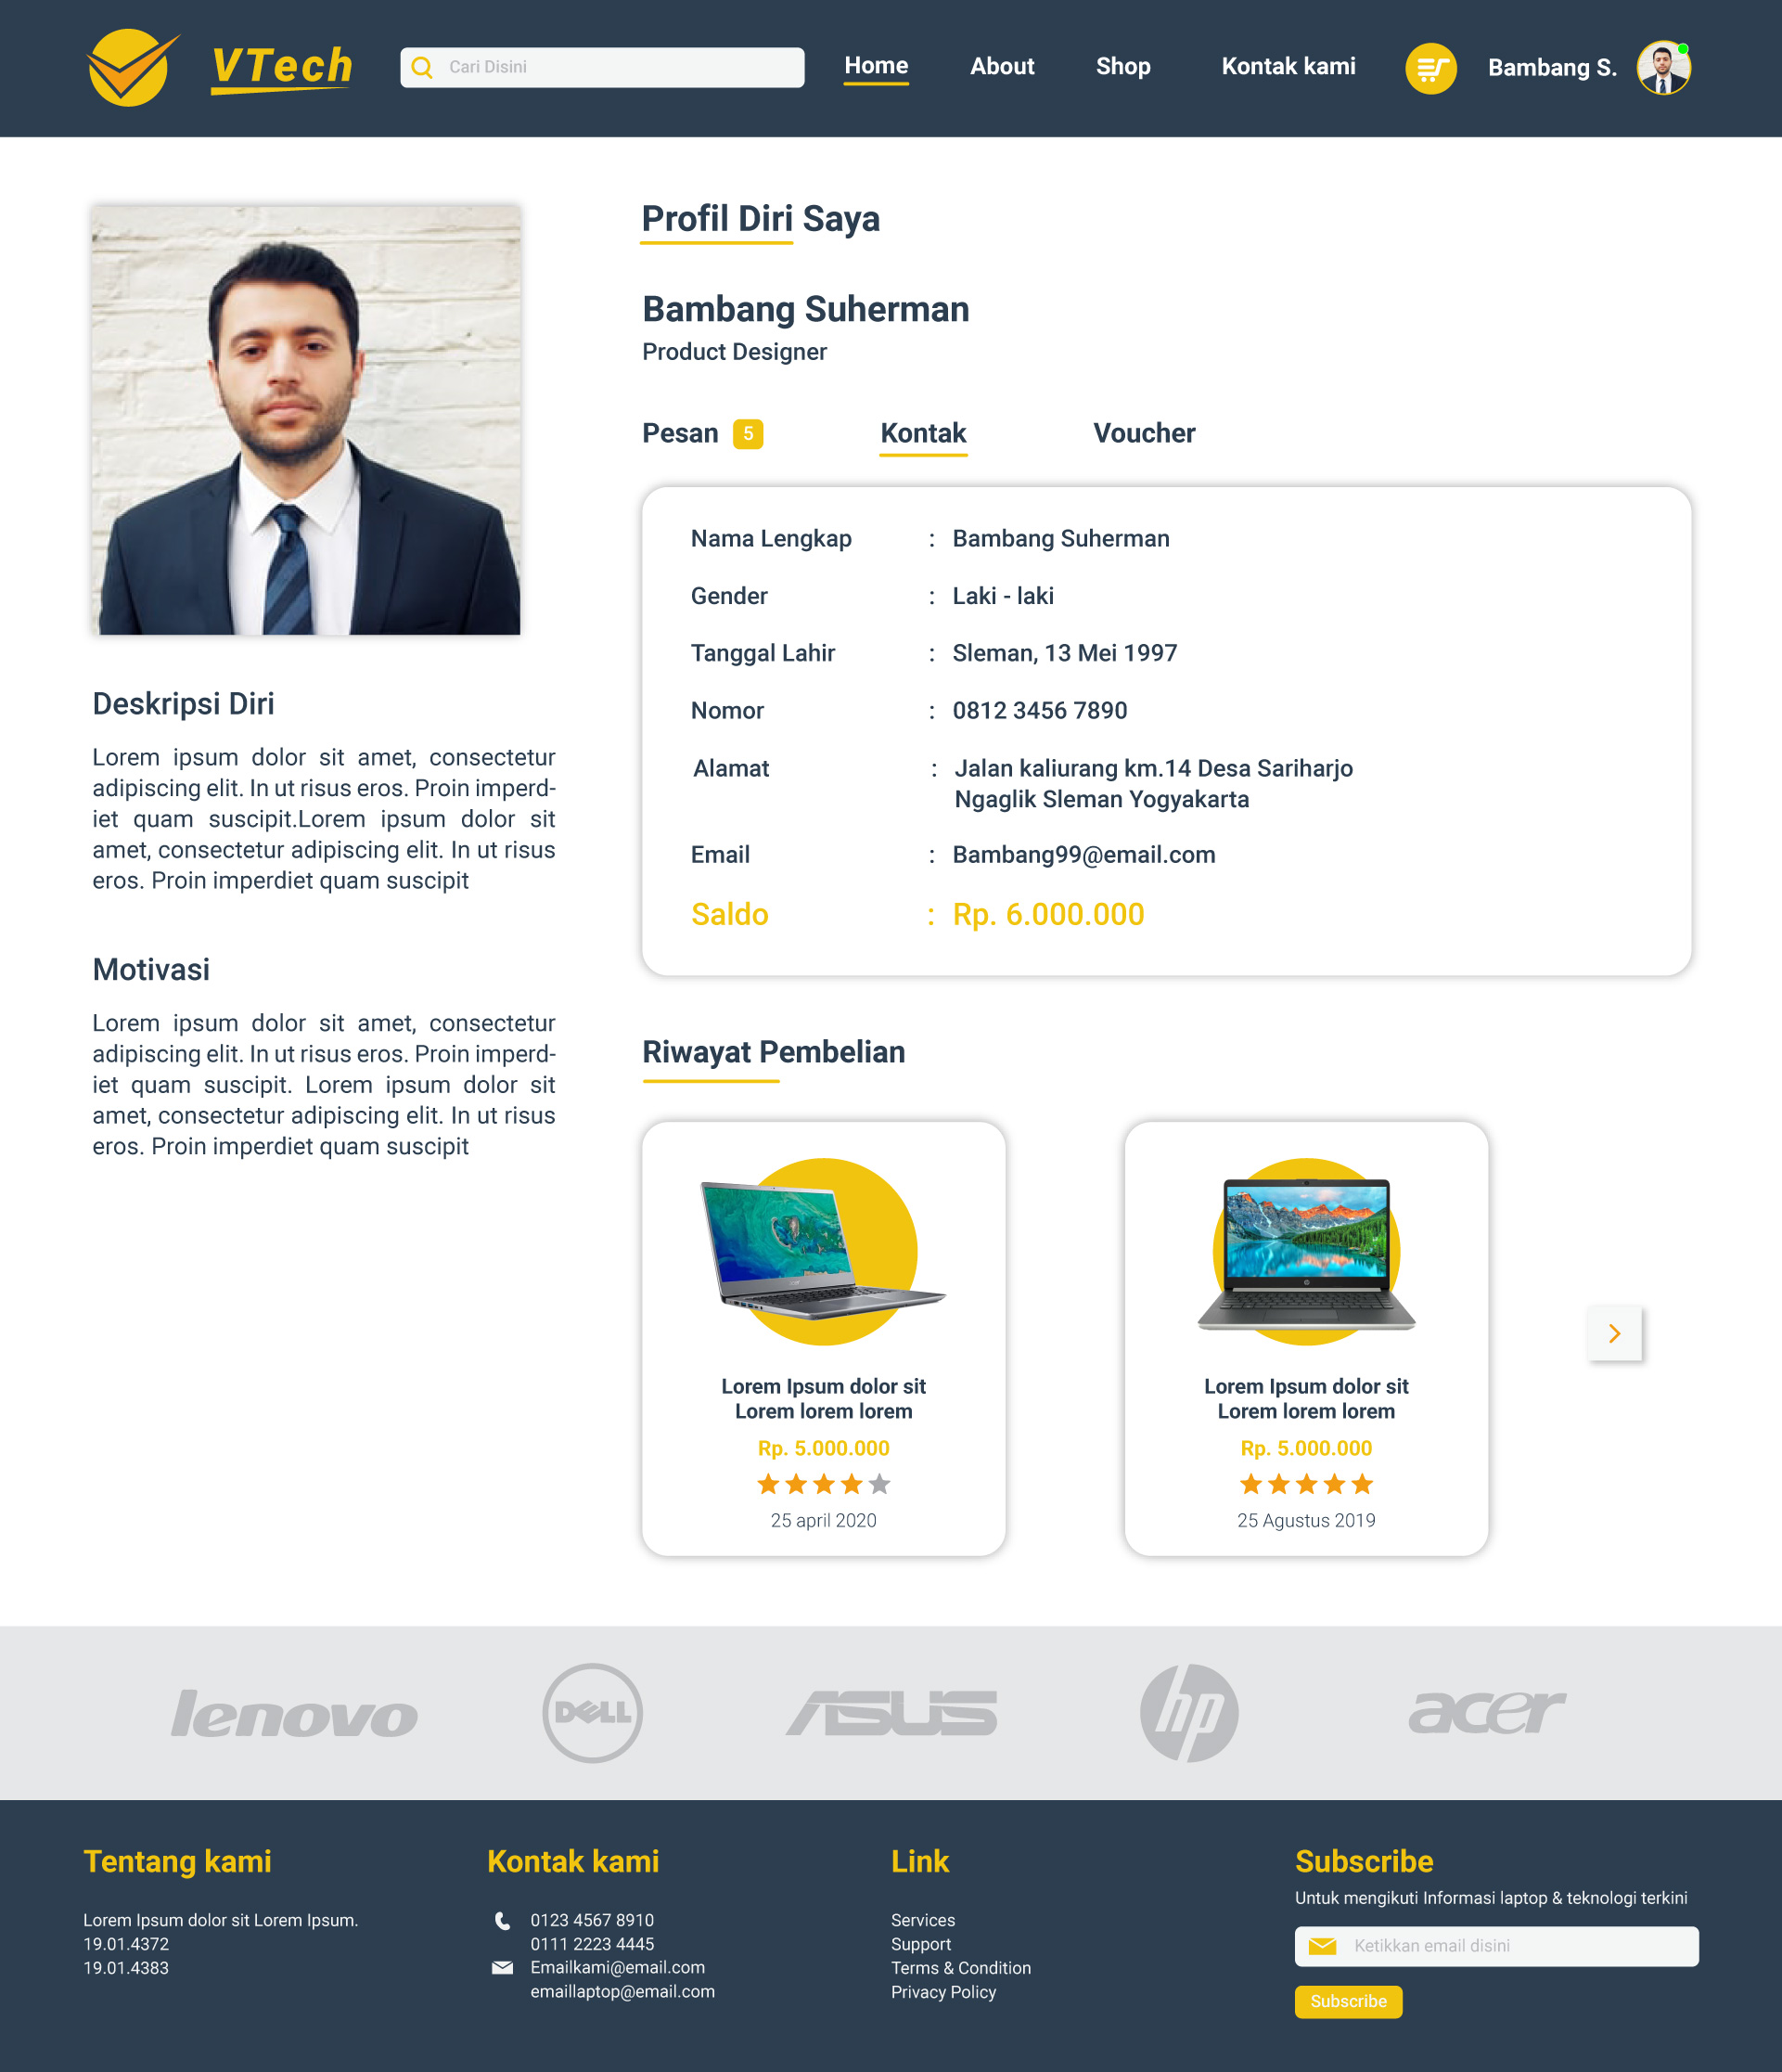 VTech
Cari Disini
Home
About
Shop
Kontak kami
Bambang S.
Profil Diri Saya
Bambang Suherman
Product Designer
Pesan 5
Kontak
Voucher
Nama Lengkap : Bambang Suherman
Gender : Laki - laki
Tanggal Lahir : Sleman, 13 Mei 1997
Nomor : 0812 3456 7890
Alamat : Jalan kaliurang km.14 Desa Sariharjo
Ngaglik Sleman Yogyakarta
Email : Bambang99@email.com
Saldo : Rp. 6.000.000
Deskripsi Diri
Lorem ipsum dolor sit amet, consectetur
adipiscing elit. In ut risus eros. Proin imperd-
iet quam suscipit.Lorem ipsum dolor sit
amet, consectetur adipiscing elit. In ut risus
eros. Proin imperdiet quam suscipit
Motivasi
Lorem ipsum dolor sit amet, consectetur
adipiscing elit. In ut risus eros. Proin imperd-
iet quam suscipit. Lorem ipsum dolor sit
amet, consectetur adipiscing elit. In ut risus
eros. Proin imperdiet quam suscipit
Riwayat Pembelian
Lorem Ipsum dolor sit
Lorem lorem lorem
Rp. 5.000.000
25 april 2020
Lorem Ipsum dolor sit
Lorem lorem lorem
Rp. 5.000.000
25 Agustus 2019
lenovo
DELL
ASUS
hp
acer
Tentang kami
Lorem Ipsum dolor sit Lorem Ipsum.
19.01.4372
19.01.4383
Kontak kami
0123 4567 8910
0111 2223 4445
Emailkami@email.com
emaillaptop@email.com
Link
Services
Support
Terms & Condition
Privacy Policy
Subscribe
Untuk mengikuti Informasi laptop & teknologi terkini
Ketikkan email disini
Subscribe